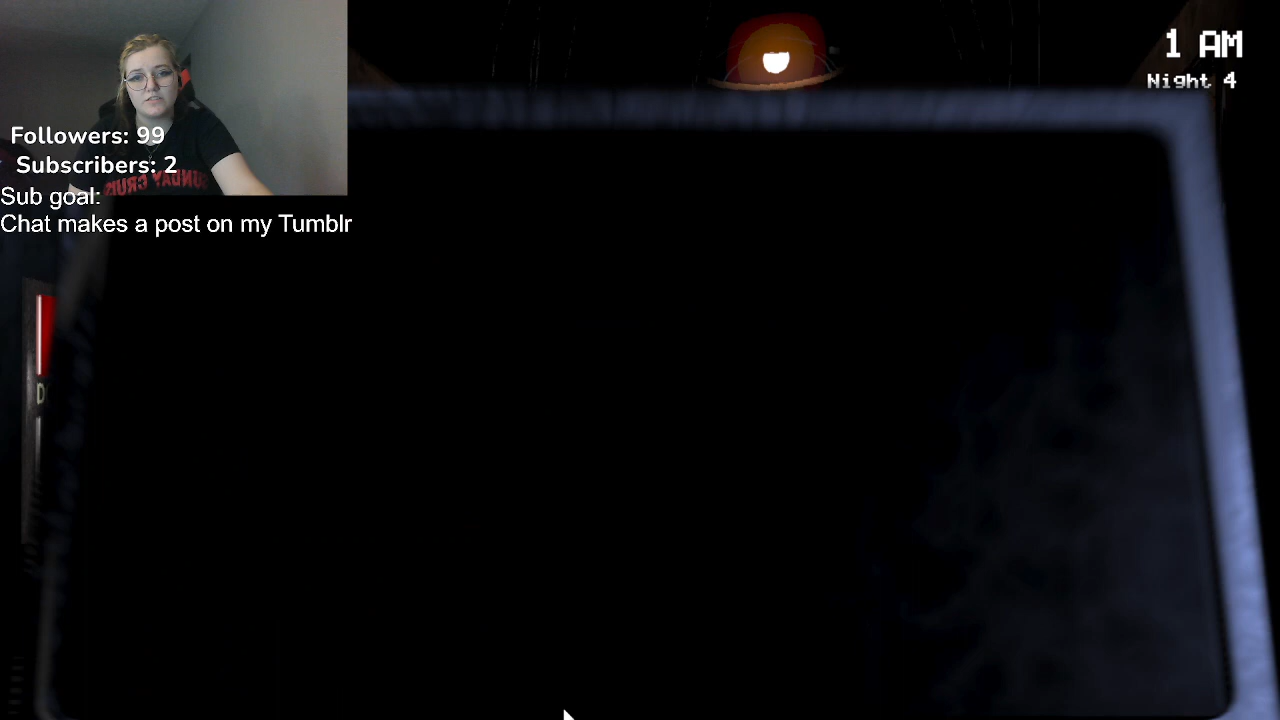 1 AM
Night 4
Followers: 99
Subscribers: 2
Sub goal:
Chat makes a post on my Tumblr